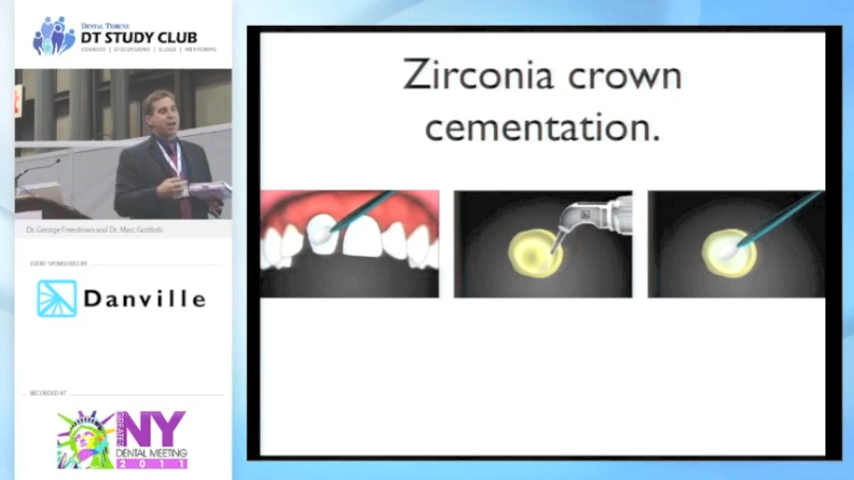 DENTAL TRIBUNE
DT STUDY CLUB
COURSES | DISCUSSIONS | BLOGS | MENTORING
Dr. George Freedman and Dr. Marc Gottlieb
EVENT SPONSORED BY
Danville
RECORDED AT
GREATER NY
DENTAL MEETING
2011
Zirconia crown
cementation.